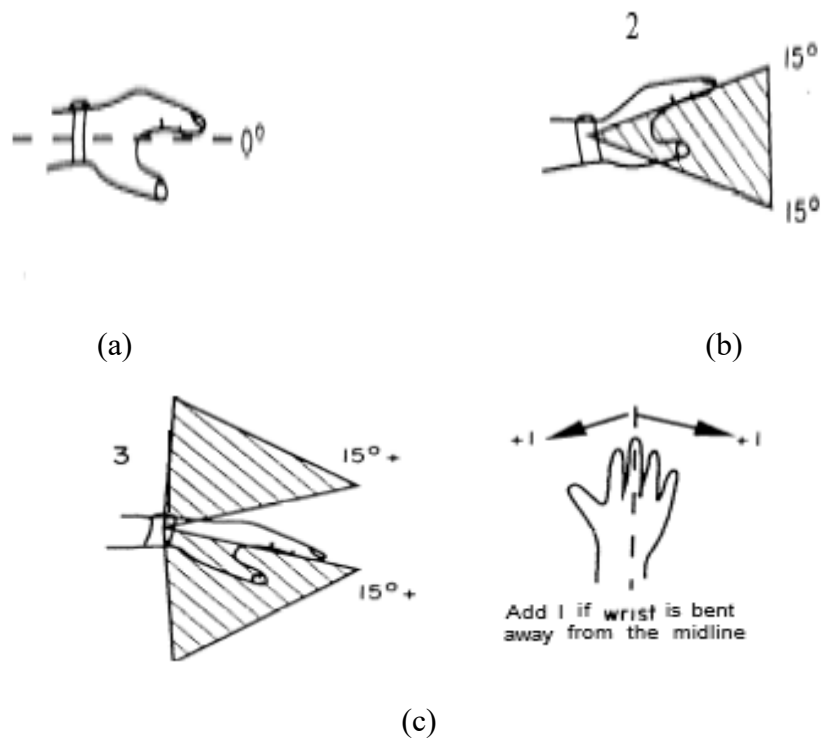 2
15°
0°
15°
(a)
(b)
3
15° +
15° +
+1
+1
Add 1 if wrist is bent
away from the midline
(c)